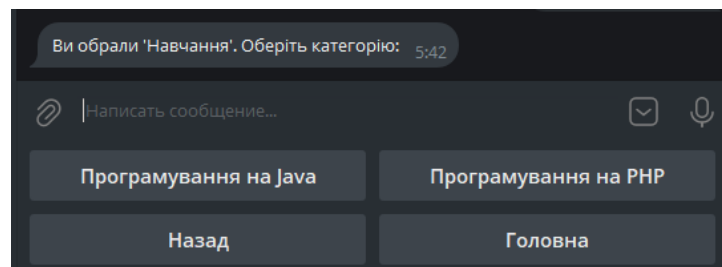 Ви обрали 'Навчання'. Оберіть категорію: 5:42
Написать сообщение...
Програмування на Java Програмування на PHP
Назад Головна